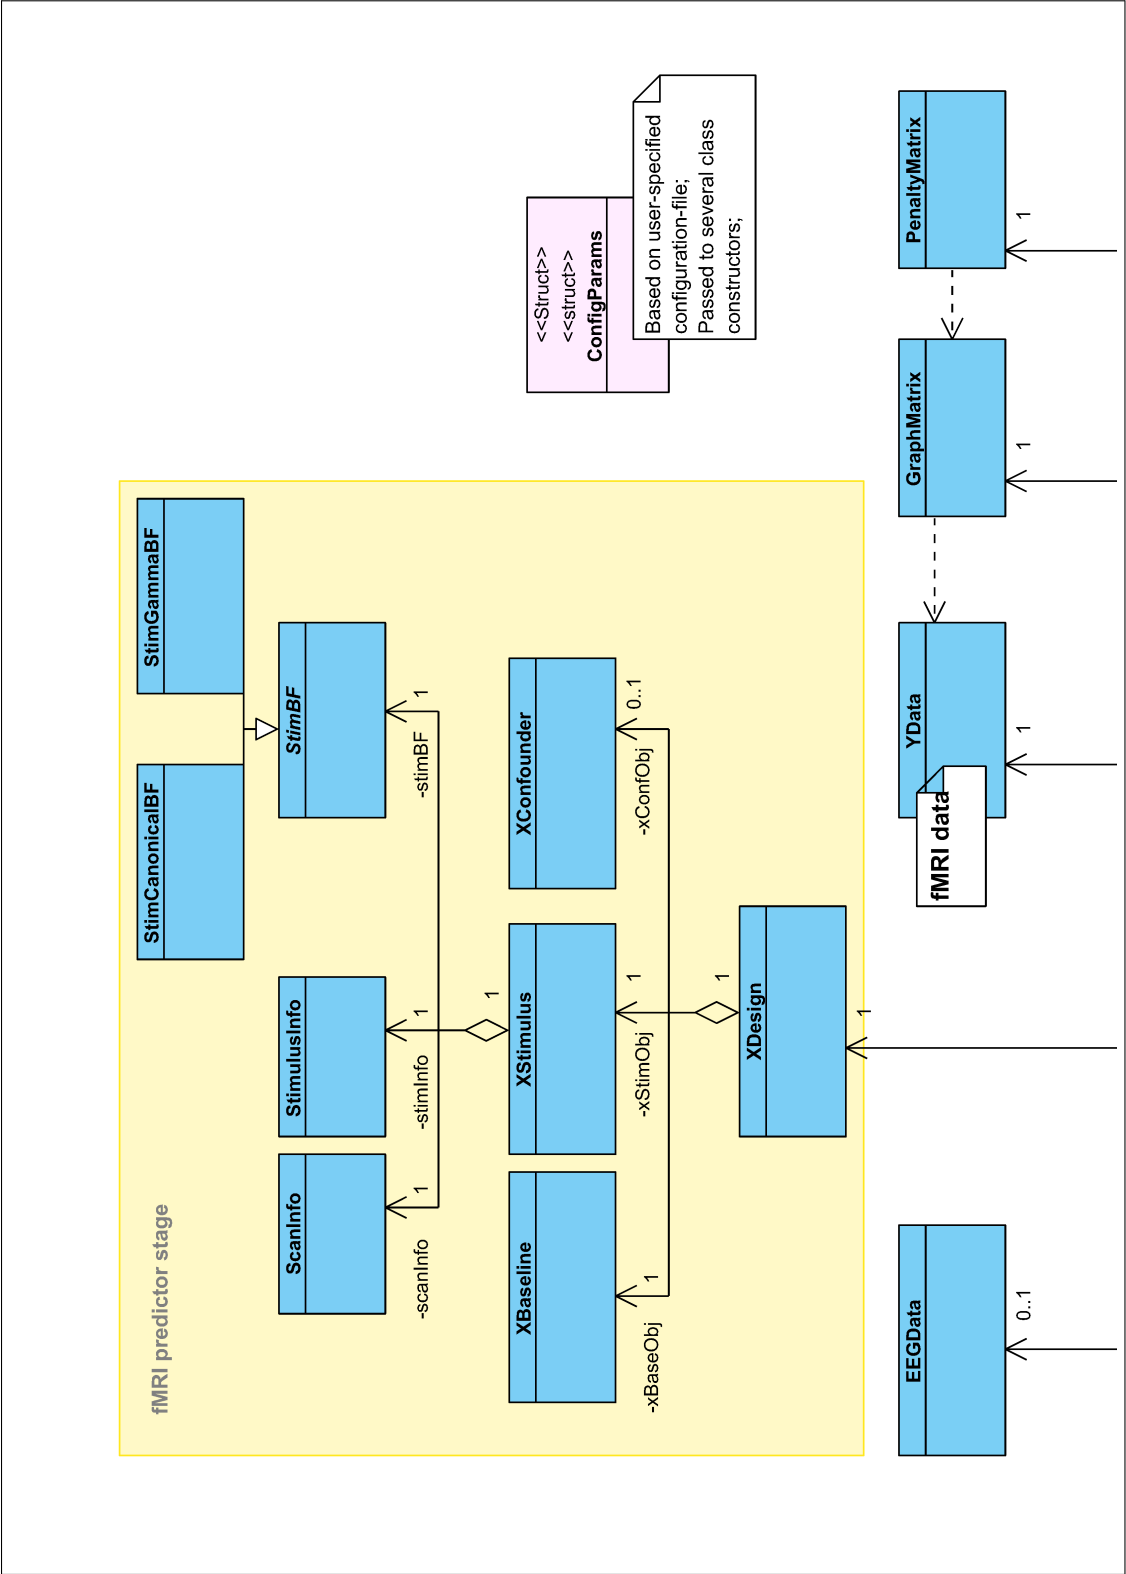 fMRI predictor stage
StimCanonicalBF
StimGammaBF
ScanInfo
StimulusInfo
StimBF
-scanInfo
1
-stimInfo
1
-stimBF
1
1
XBaseline
XStimulus
XConfounder
-xBaseObj
1
-xStimObj
1
-xConfObj
0..1
1
XDesign
1
<<Struct>>
<<struct>>
ConfigParams
Based on user-specified
configuration-file;
Passed to several class
constructors;
EEGData
0..1
YData
fMRI data
1
GraphMatrix
1
PenaltyMatrix
1